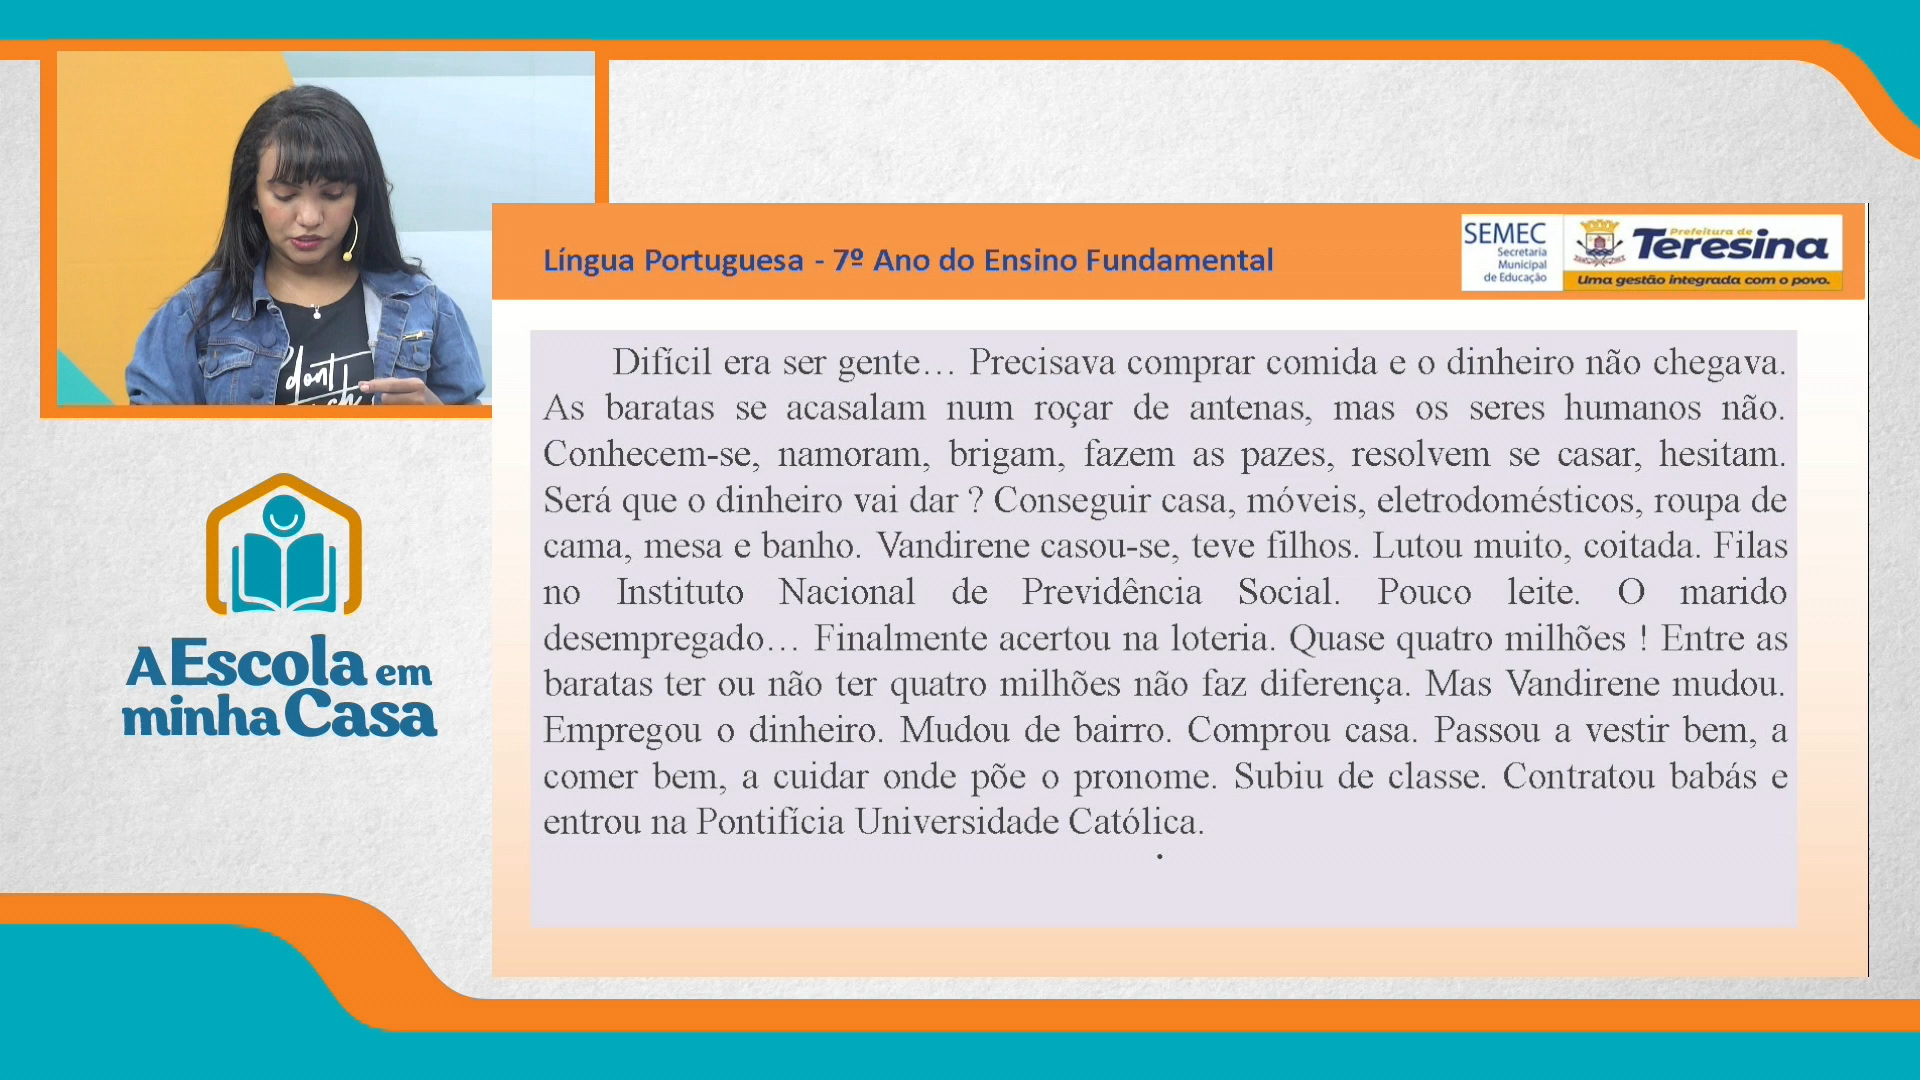 don't
SEMEC
Secretaria
Municipal
de Educação
Prefeitura de
Teresina
Uma gestão integrada com o povo.
Língua Portuguesa - 7º Ano do Ensino Fundamental
Difícil era ser gente… Precisava comprar comida e o dinheiro não chegava.
As baratas se acasalam num roçar de antenas, mas os seres humanos não.
Conhecem-se, namoram, brigam, fazem as pazes, resolvem se casar, hesitam.
Será que o dinheiro vai dar ? Conseguir casa, móveis, eletrodomésticos, roupa de
cama, mesa e banho. Vandirene casou-se, teve filhos. Lutou muito, coitada. Filas
no Instituto Nacional de Previdência Social. Pouco leite. O marido
desempregado… Finalmente acertou na loteria. Quase quatro milhões ! Entre as
baratas ter ou não ter quatro milhões não faz diferença. Mas Vandirene mudou.
Empregou o dinheiro. Mudou de bairro. Comprou casa. Passou a vestir bem, a
comer bem, a cuidar onde põe o pronome. Subiu de classe. Contratou babás e
entrou na Pontifícia Universidade Católica.
.
A Escola em
minha Casa